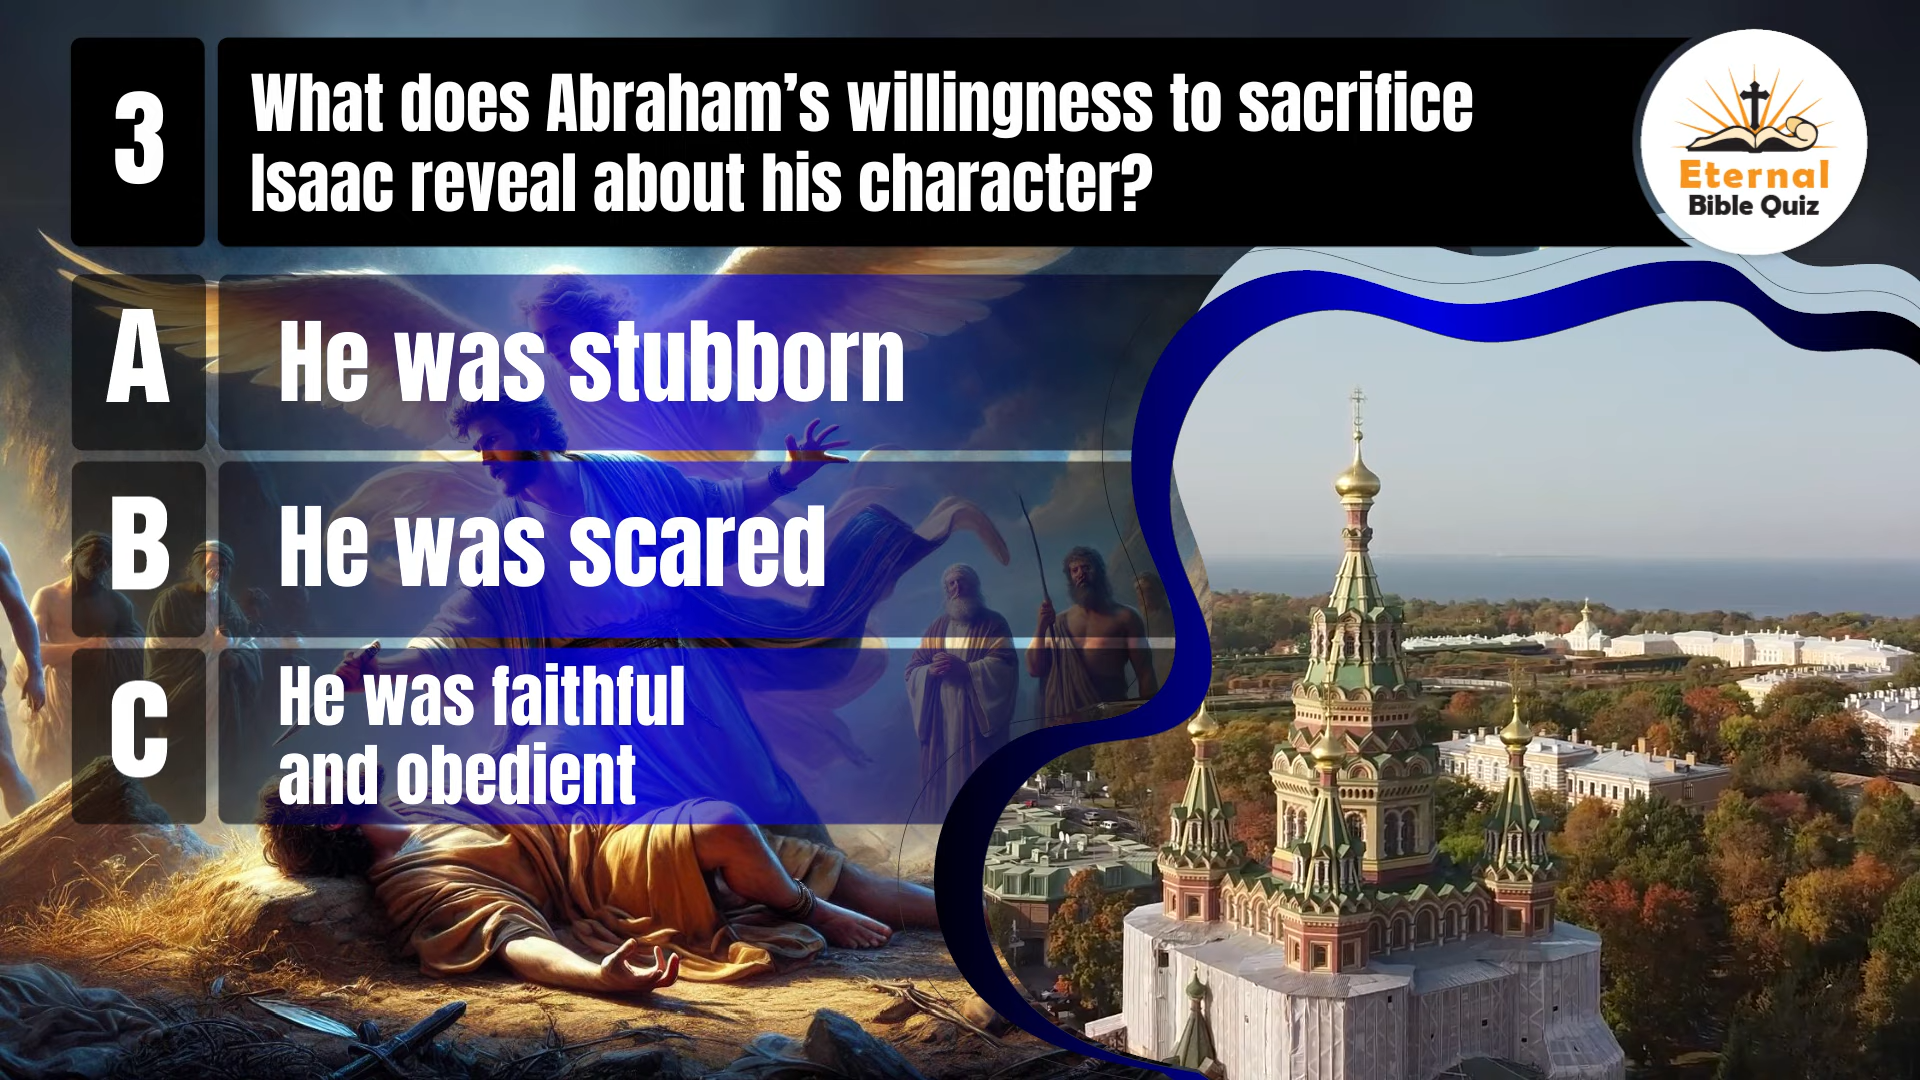 3
What does Abraham’s willingness to sacrifice
Isaac reveal about his character?
Eternal
Bible Quiz
A
He was stubborn
B
He was scared
C
He was faithful
and obedient